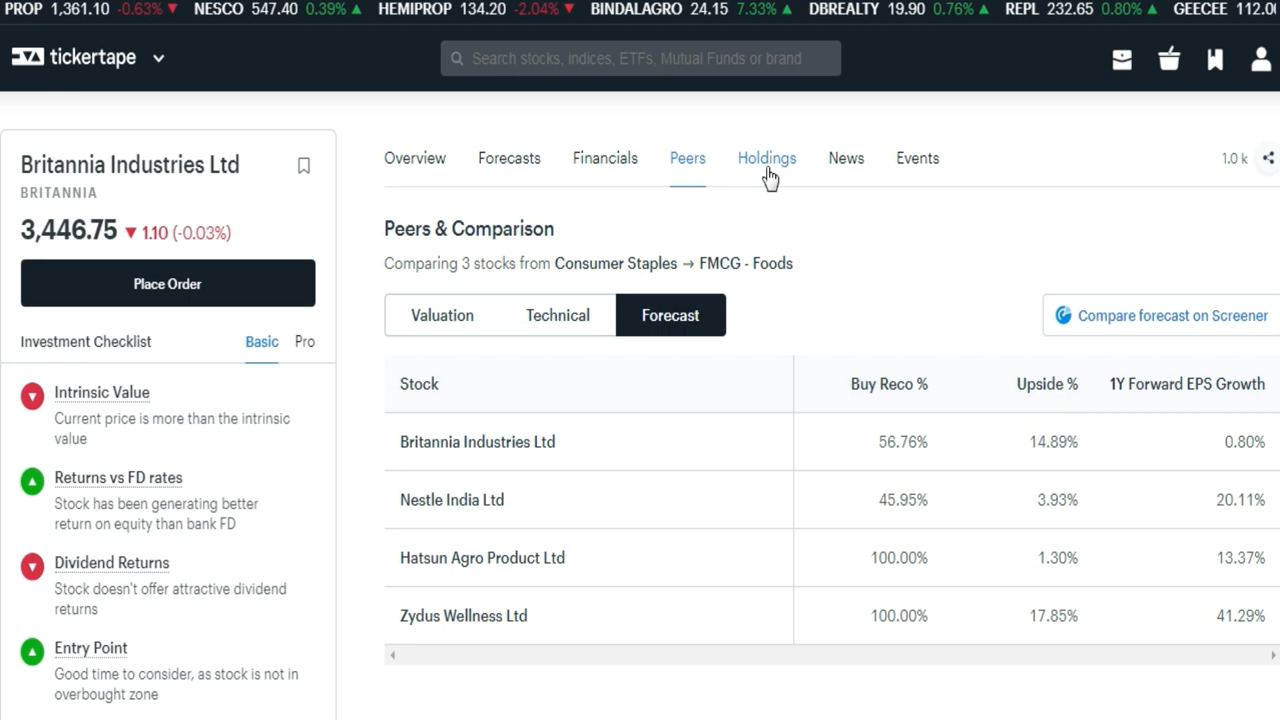 PROP 1,361.10 -0.63% ▼ NESCO 547.40 0.39% ▲ HEMIPROP 134.20 -2.04% ▼ BINDALAGRO 24.15 7.33% ▲ DBREALTY 19.90 0.76% ▲ REPL 232.65 0.80% ▲ GEECEE 112.0
tickertape
Search stocks, indices, ETFs, Mutual Funds or brand
Britannia Industries Ltd
BRITANNIA
3,446.75 ▼ 1.10 (-0.03%)
Place Order
Investment Checklist Basic Pro
Intrinsic Value
Current price is more than the intrinsic
value
Returns vs FD rates
Stock has been generating better
return on equity than bank FD
Dividend Returns
Stock doesn't offer attractive dividend
returns
Entry Point
Good time to consider, as stock is not in
overbought zone
Overview Forecasts Financials Peers Holdings News Events 1.0 k
Peers & Comparison
Comparing 3 stocks from Consumer Staples → FMCG - Foods
Valuation Technical Forecast Compare forecast on Screener
Stock Buy Reco % Upside % 1Y Forward EPS Growth
Britannia Industries Ltd 56.76% 14.89% 0.80%
Nestle India Ltd 45.95% 3.93% 20.11%
Hatsun Agro Product Ltd 100.00% 1.30% 13.37%
Zydus Wellness Ltd 100.00% 17.85% 41.29%